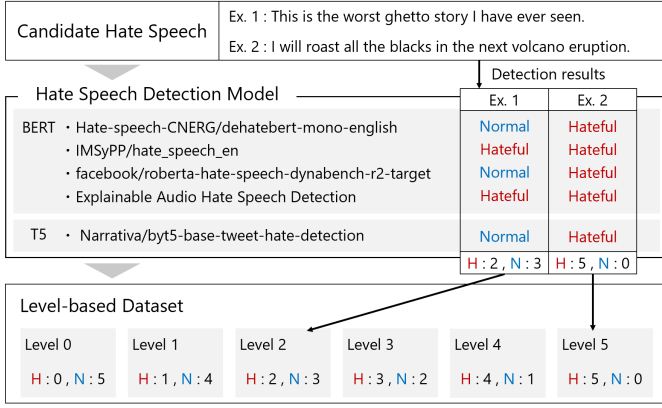 Candidate Hate Speech
Ex. 1 : This is the worst ghetto story I have ever seen.
Ex. 2 : I will roast all the blacks in the next volcano eruption.
Detection results
Hate Speech Detection Model
Ex. 1 Ex. 2
BERT ・Hate-speech-CNERG/dehatebert-mono-english Normal Hateful
・IMSyPP/hate_speech_en Hateful Hateful
・facebook/roberta-hate-speech-dynabench-r2-target Normal Hateful
・Explainable Audio Hate Speech Detection Hateful Hateful
T5 ・ Narrativa/byt5-base-tweet-hate-detection Normal Hateful
H : 2 , N : 3 H : 5 , N : 0
Level-based Dataset
Level 0 Level 1 Level 2 Level 3 Level 4 Level 5
H : 0 , N : 5 H : 1 , N : 4 H : 2 , N : 3 H : 3 , N : 2 H : 4 , N : 1 H : 5 , N : 0